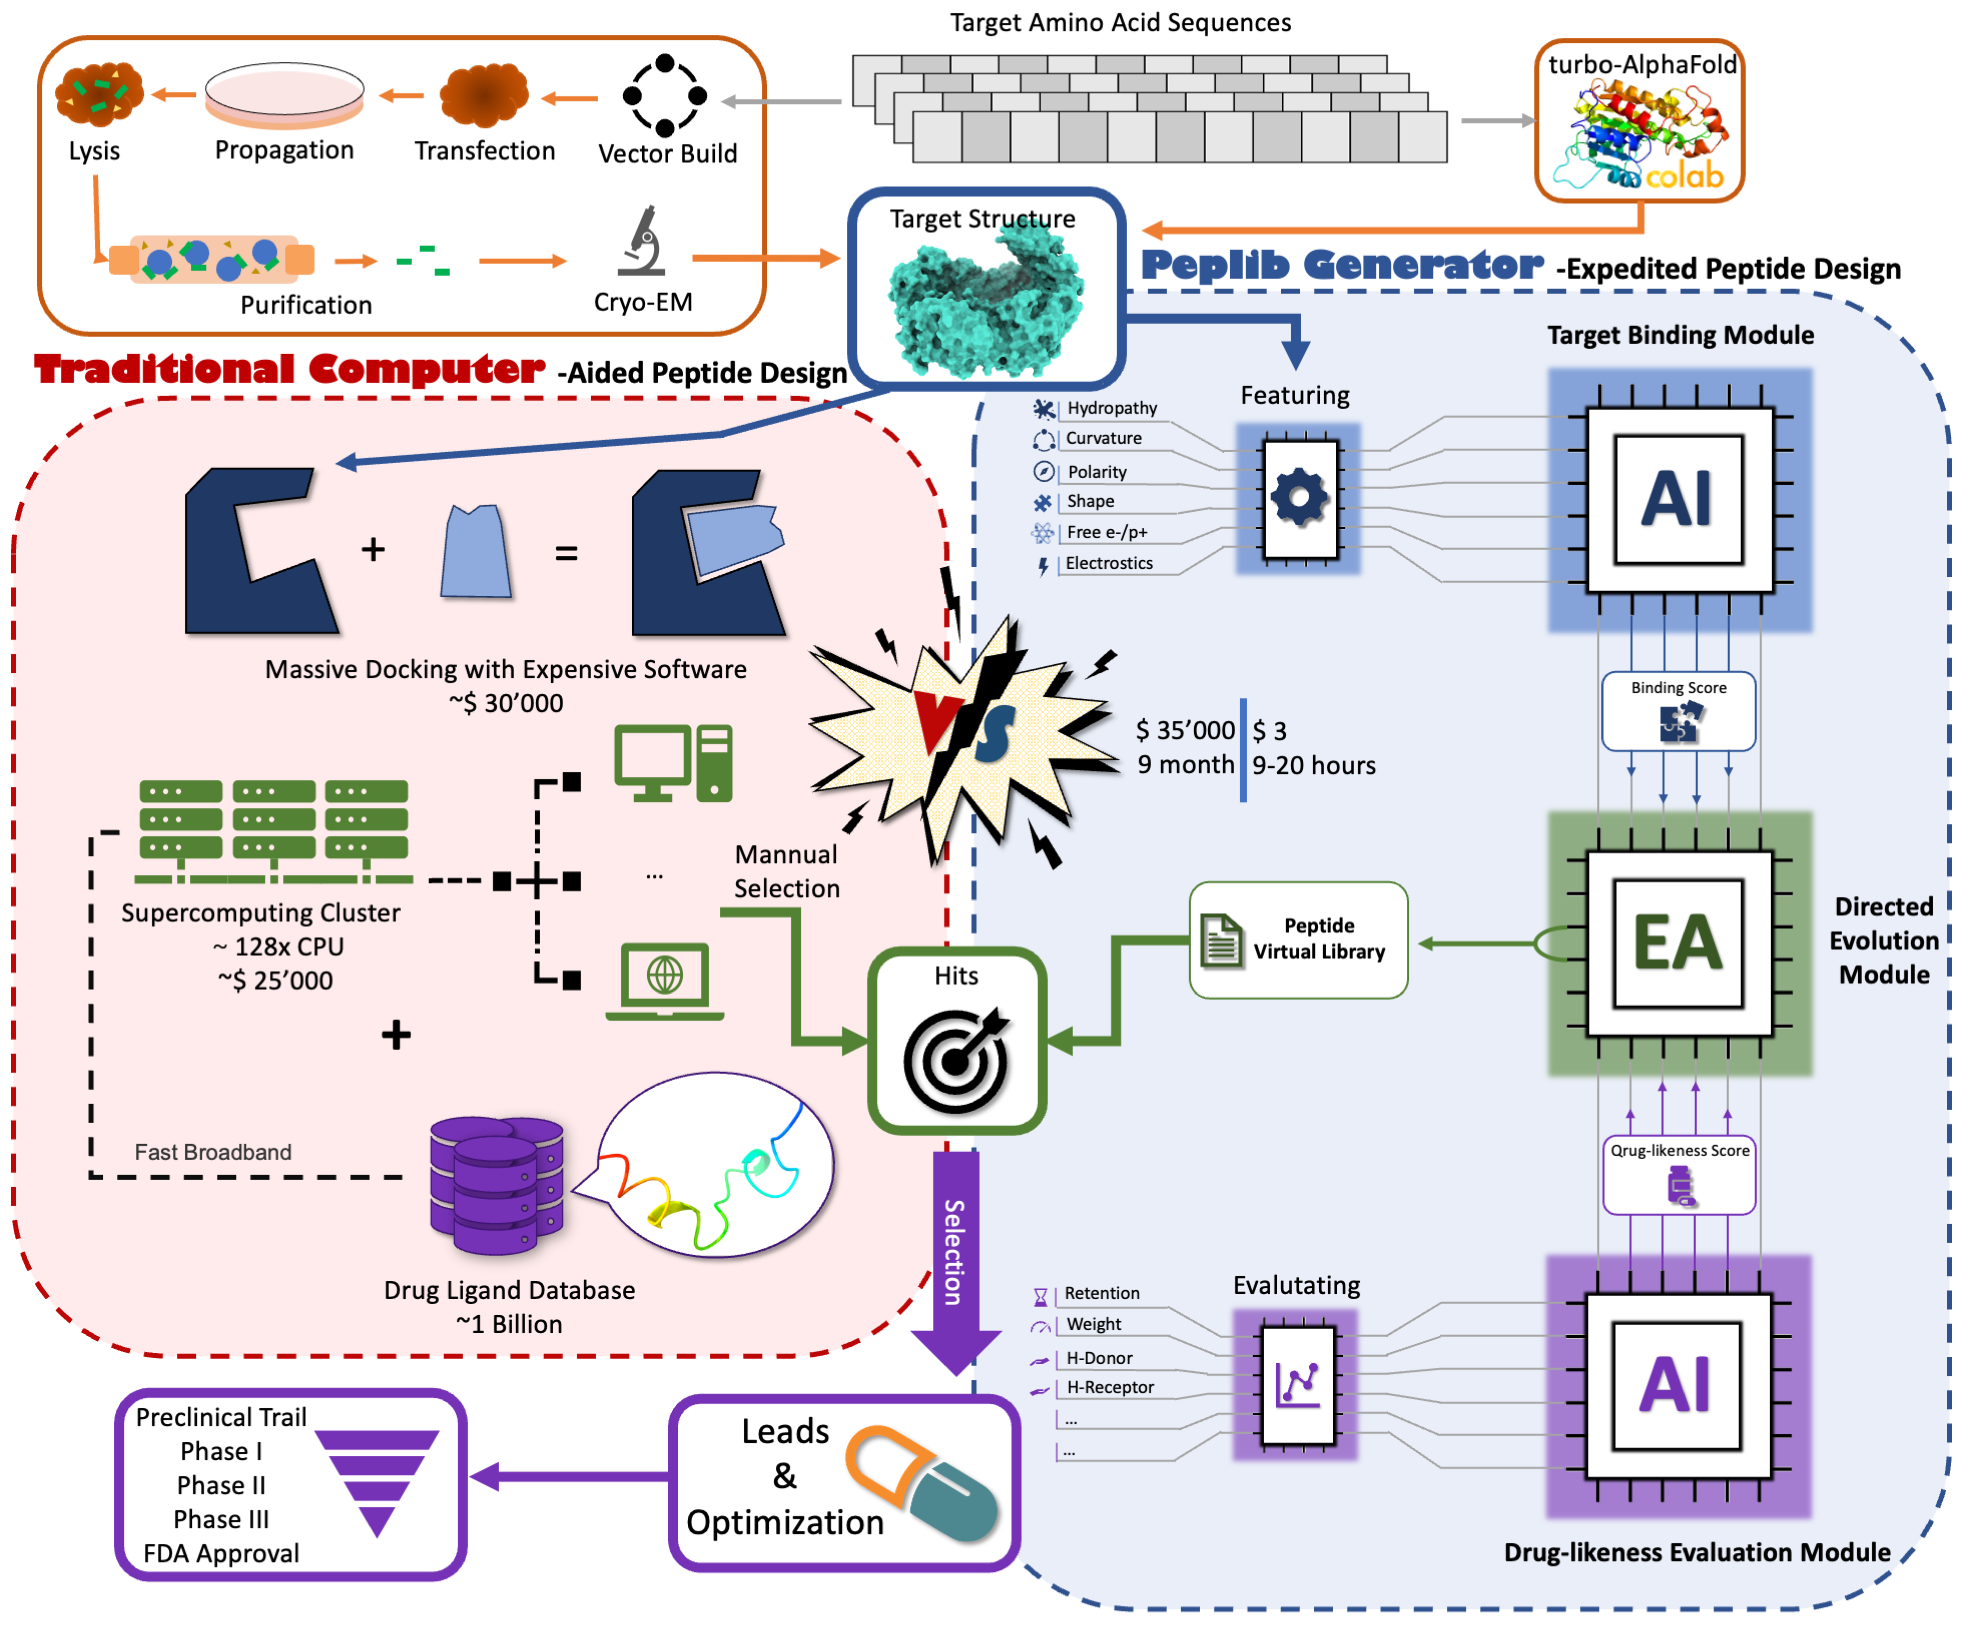 Target Amino Acid Sequences
turbo-AlphaFold
colab
Lysis
Propagation
Transfection
Vector Build
Purification
Cryo-EM
Target Structure
Peplib Generator -Expedited Peptide Design
Traditional Computer -Aided Peptide Design
Target Binding Module
Featuring
Hydropathy
Curvature
Polarity
Shape
Free e-/p+
Electrostics
AI
+
=
Massive Docking with Expensive Software
~$ 30’000
VS
$ 35’000 $ 3
9 month 9-20 hours
Binding Score
Supercomputing Cluster
~ 128x CPU
~$ 25’000
...
Mannual
Selection
+
Fast Broadband
Drug Ligand Database
~1 Billion
Hits
Peptide
Virtual Library
EA
Directed
Evolution
Module
Qrug-likeness Score
Selection
Evalutating
Retention
Weight
H-Donor
H-Receptor
...
...
AI
Drug-likeness Evaluation Module
Leads
&
Optimization
Preclinical Trail
Phase I
Phase II
Phase III
FDA Approval